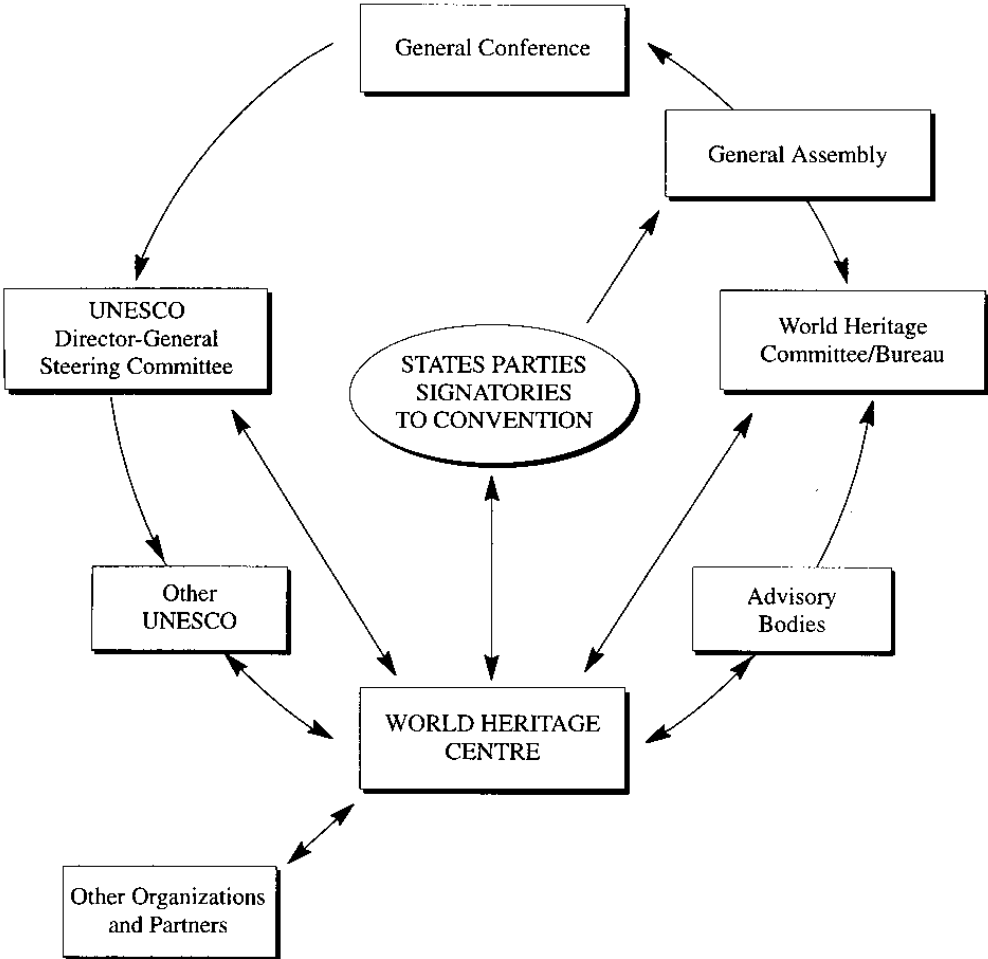 General Conference
General Assembly
UNESCO
Director-General
Steering Committee
World Heritage
Committee/Bureau
STATES PARTIES
SIGNATORIES
TO CONVENTION
Other
UNESCO
Advisory
Bodies
WORLD HERITAGE
CENTRE
Other Organizations
and Partners